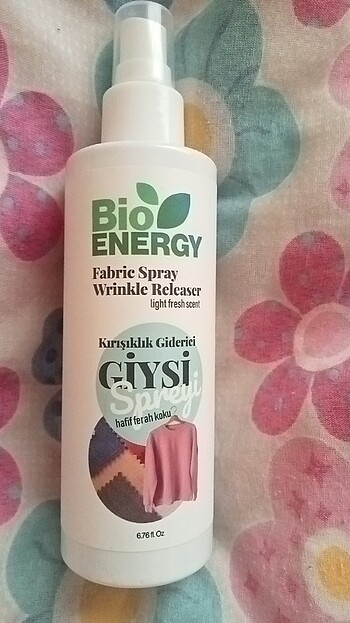 Bio
ENERGY
Fabric Spray
Wrinkle Releaser
light fresh scent
Kırışıklık Giderici
GİYSİ
Spreyi
hafif ferah koku
6.76 fl Oz